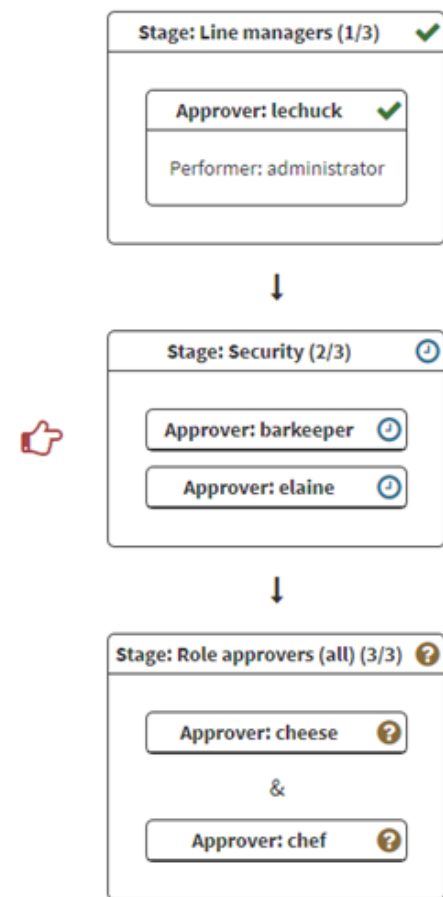 Stage: Line managers (1/3)
Approver: lechuck
Performer: administrator
Stage: Security (2/3)
Approver: barkeeper
Approver: elaine
Stage: Role approvers (all) (3/3)
Approver: cheese
&
Approver: chef